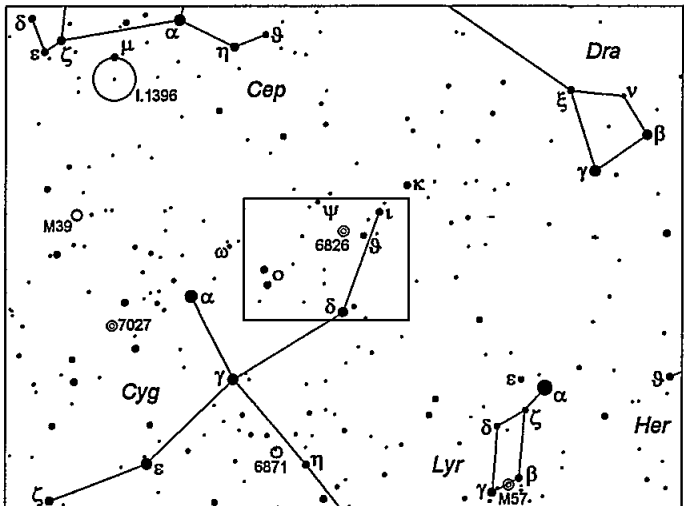 δ
α
ε
ζ
μ
η
ϑ
I.1396
Cep
Dra
ξ
ν
β
γ
κ
M39
ψ
ι
6826
ϑ
ω
ο
α
δ
7027
γ
Cyg
ε
α
ϑ
ζ
δ
Her
6871
η
Lyr
β
ε
γ
M57
ζ